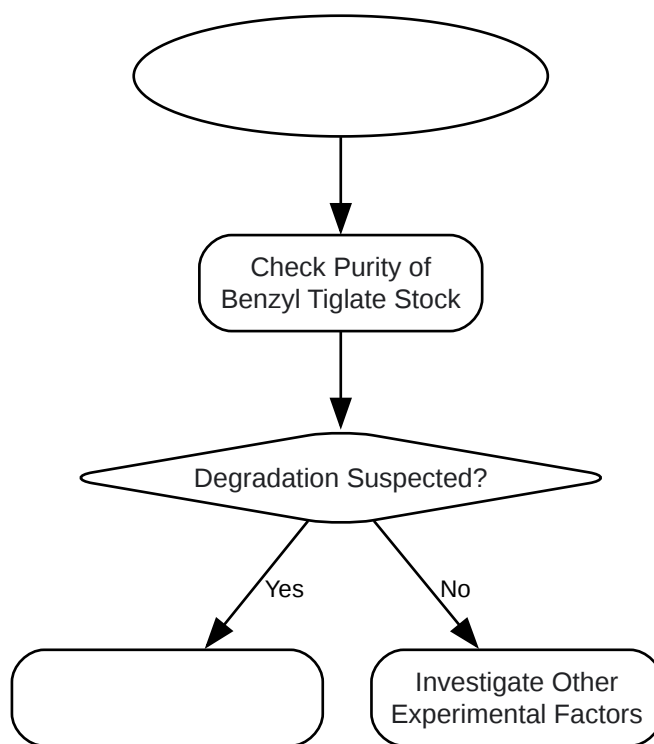 Check Purity of
Benzyl Tiglate Stock
Degradation Suspected?
Yes
No
Investigate Other
Experimental Factors